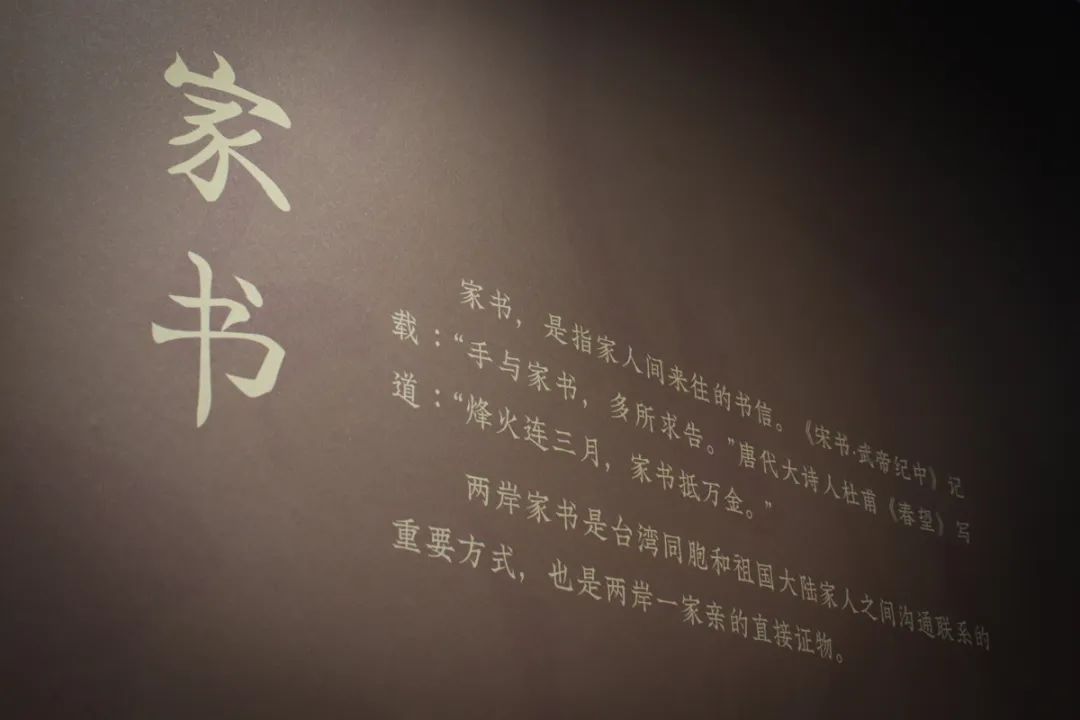 家书
家书，是指家人间来往的书信。《宋书·武帝纪中》记
载：“手与家书，多所求告。”唐代大诗人杜甫《春望》写
道：“烽火连三月，家书抵万金。”
两岸家书是台湾同胞和祖国大陆家人之间沟通联系的
重要方式，也是两岸一家亲的直接证物。